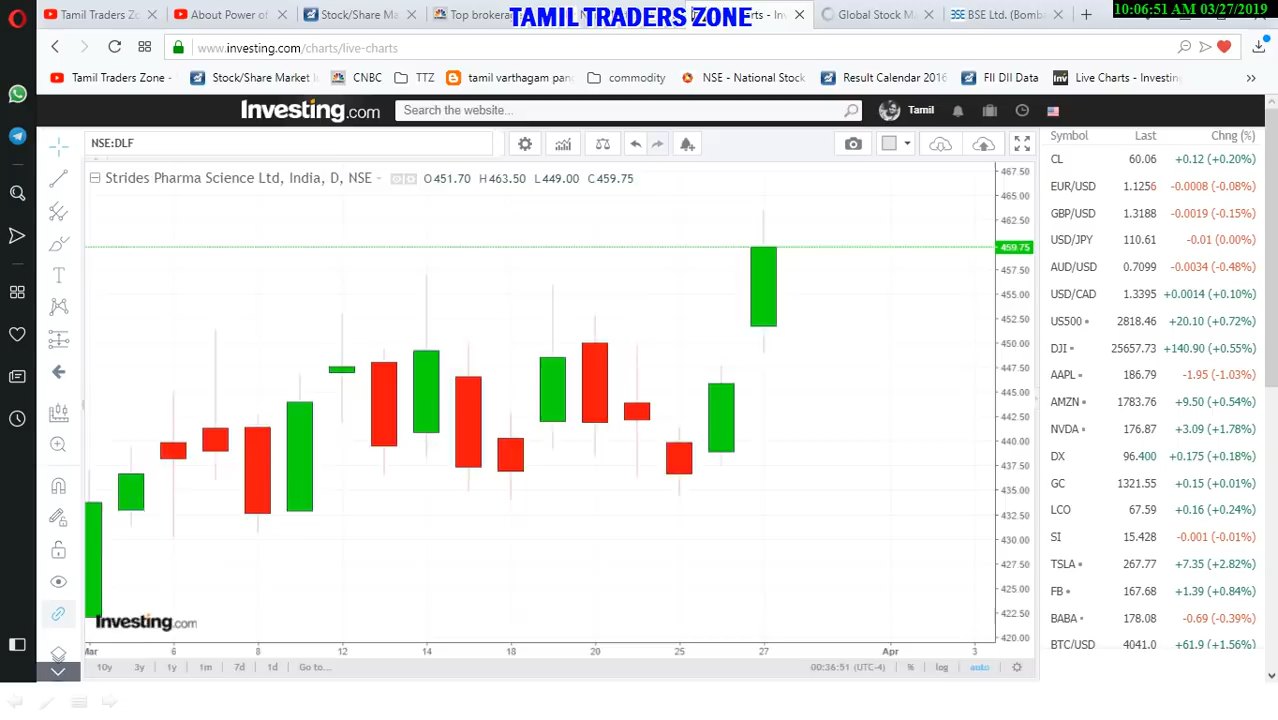 Tamil Traders Z
About Power of
Stock/Share Ma
Top brokera
TAMIL TRADERS ZONE
rts - Inv
Global Stock M
BSE Ltd. (Bomb
10:06:51 AM 03/27/2019
www.investing.com/charts/live-charts
Tamil Traders Zone -
Stock/Share Market
CNBC
TTZ
tamil varthagam pan
commodity
NSE - National Stock
Result Calendar 2016
FII DII Data
Live Charts - Investin
Investing.com
Search the website...
Tamil
NSE:DLF
Symbol Last Chng (%)
Strides Pharma Science Ltd, India, D, NSE
O451.70 H463.50 L449.00 C459.75
CL 60.06 +0.12 (+0.20%)
EUR/USD 1.1256 -0.0008 (-0.08%)
GBP/USD 1.3188 -0.0019 (-0.15%)
USD/JPY 110.61 -0.01 (0.00%)
AUD/USD 0.7099 -0.0034 (-0.48%)
USD/CAD 1.3395 +0.0014 (+0.10%)
US500 2818.46 +20.10 (+0.72%)
DJI 25657.73 +140.90 (+0.55%)
AAPL 186.79 -1.95 (-1.03%)
AMZN 1783.76 +9.50 (+0.54%)
NVDA 176.87 +3.09 (+1.78%)
DX 96.400 +0.175 (+0.18%)
GC 1321.55 +0.15 (+0.01%)
LCO 67.59 +0.16 (+0.24%)
SI 15.428 -0.001 (-0.01%)
TSLA 267.77 +7.35 (+2.82%)
FB 167.68 +1.39 (+0.84%)
BABA 178.08 -0.69 (-0.39%)
BTC/USD 4041.0 +61.9 (+1.56%)
467.50
465.00
462.50
459.75
457.50
455.00
452.50
450.00
447.50
445.00
442.50
440.00
437.50
435.00
432.50
430.00
427.50
425.00
422.50
420.00
Investing.com
Mar 6 8 12 14 18 20 25 27 Apr 3
10y 3y 1y 1m 7d 1d Go to...
00:36:51 (UTC-4) % log auto